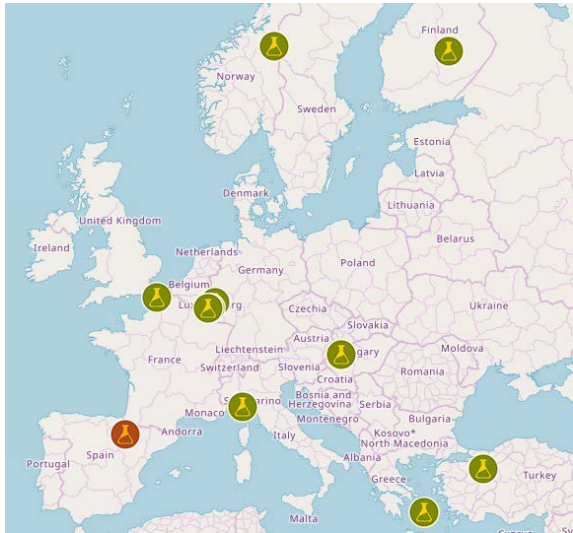 Finland
Norway
Sweden
Estonia
Latvia
Denmark
Lithuania
United Kingdom
Ireland
Belarus
Netherlands
Poland
Germany
Belgium
Ukraine
Czechia
Slovakia
Austria
France
Liechtenstein
Moldova
Switzerland
Slovenia
Romania
Croatia
Bosnia and
Herzegovina
Serbia
Monaco
Montenegro
Bulgaria
Andorra
Italy
Kosovo*
North Macedonia
Spain
Albania
Portugal
Greece
Turkey
Malta